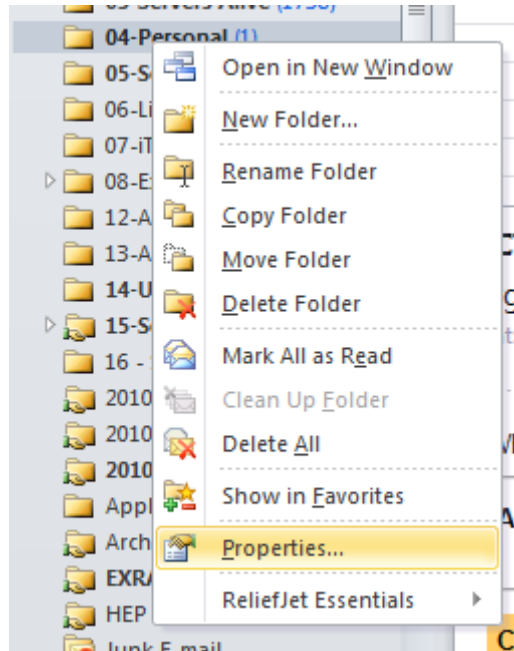 04-Personal (1)
05-S
Open in New Window
06-Li
New Folder...
07-iT
08-E
Rename Folder
12-A
Copy Folder
13-A
Move Folder
14-U
Delete Folder
15-S
16 -
Mark All as Read
2010
Clean Up Folder
2010
Delete All
2010
Appl
Show in Favorites
Arch
Properties...
EXRA
HEP
ReliefJet Essentials
Junk E-mail